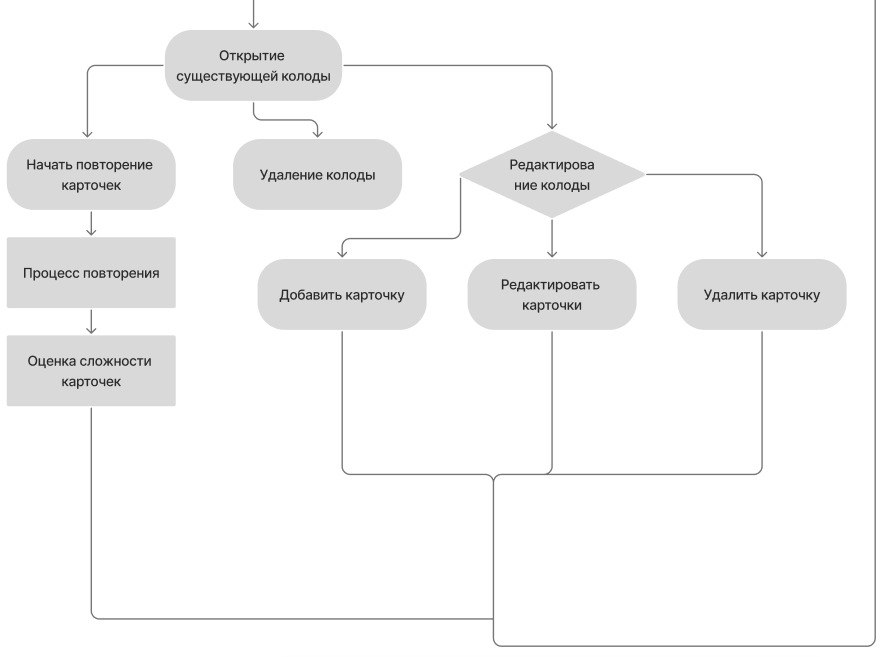 Открытие
существующей колоды
Начать повторение
карточек
Удаление колоды
Редактирова
ние колоды
Процесс повторения
Добавить карточку
Редактировать
карточки
Удалить карточку
Оценка сложности
карточек